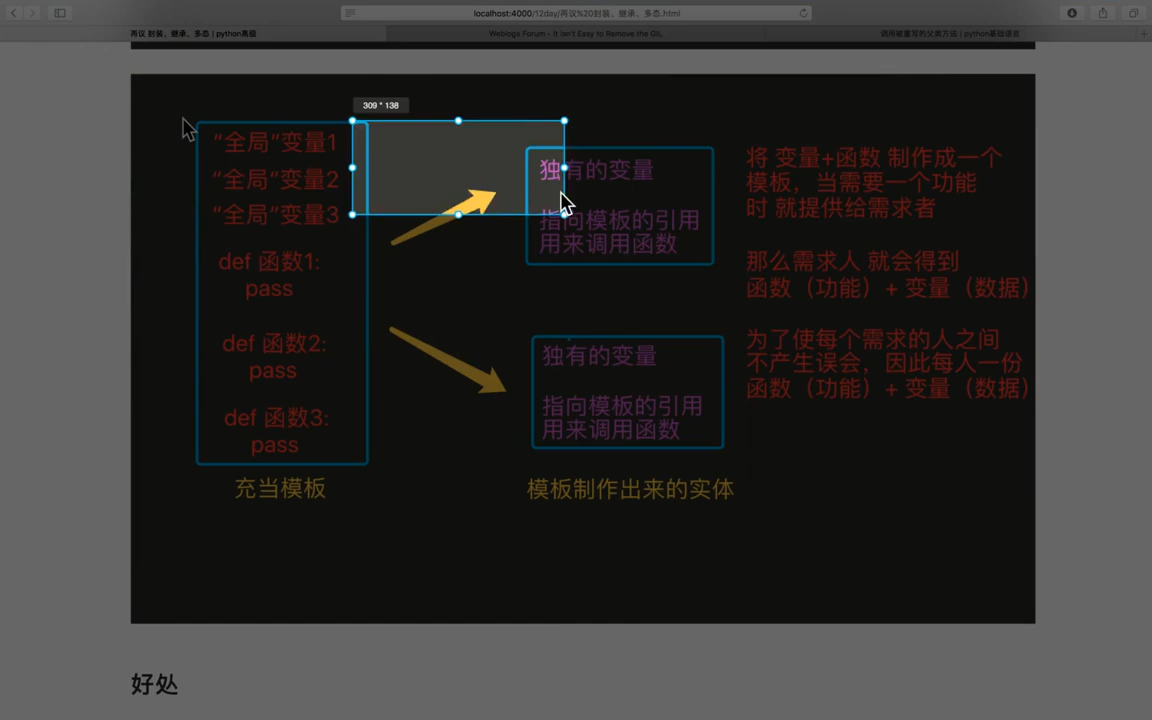 localhost:4000/12day/再议%20封装、继承、多态.html
再议 封装、继承、多态 | python高级
Weblogs Forum - It isn't Easy to Remove the GIL
调用被重写的父类方法 | python基础语言
309 * 138
“全局”变量1
“全局”变量2
“全局”变量3
def 函数1:
pass
def 函数2:
pass
def 函数3:
pass
充当模板
独有的变量
指向模板的引用
用来调用函数
独有的变量
指向模板的引用
用来调用函数
模板制作出来的实体
将 变量+函数 制作成一个
模板，当需要一个功能
时 就提供给需求者
那么需求人 就会得到
函数（功能）+ 变量（数据）
为了使每个需求的人之间
不产生误会，因此每人一份
函数（功能）+ 变量（数据）
好处